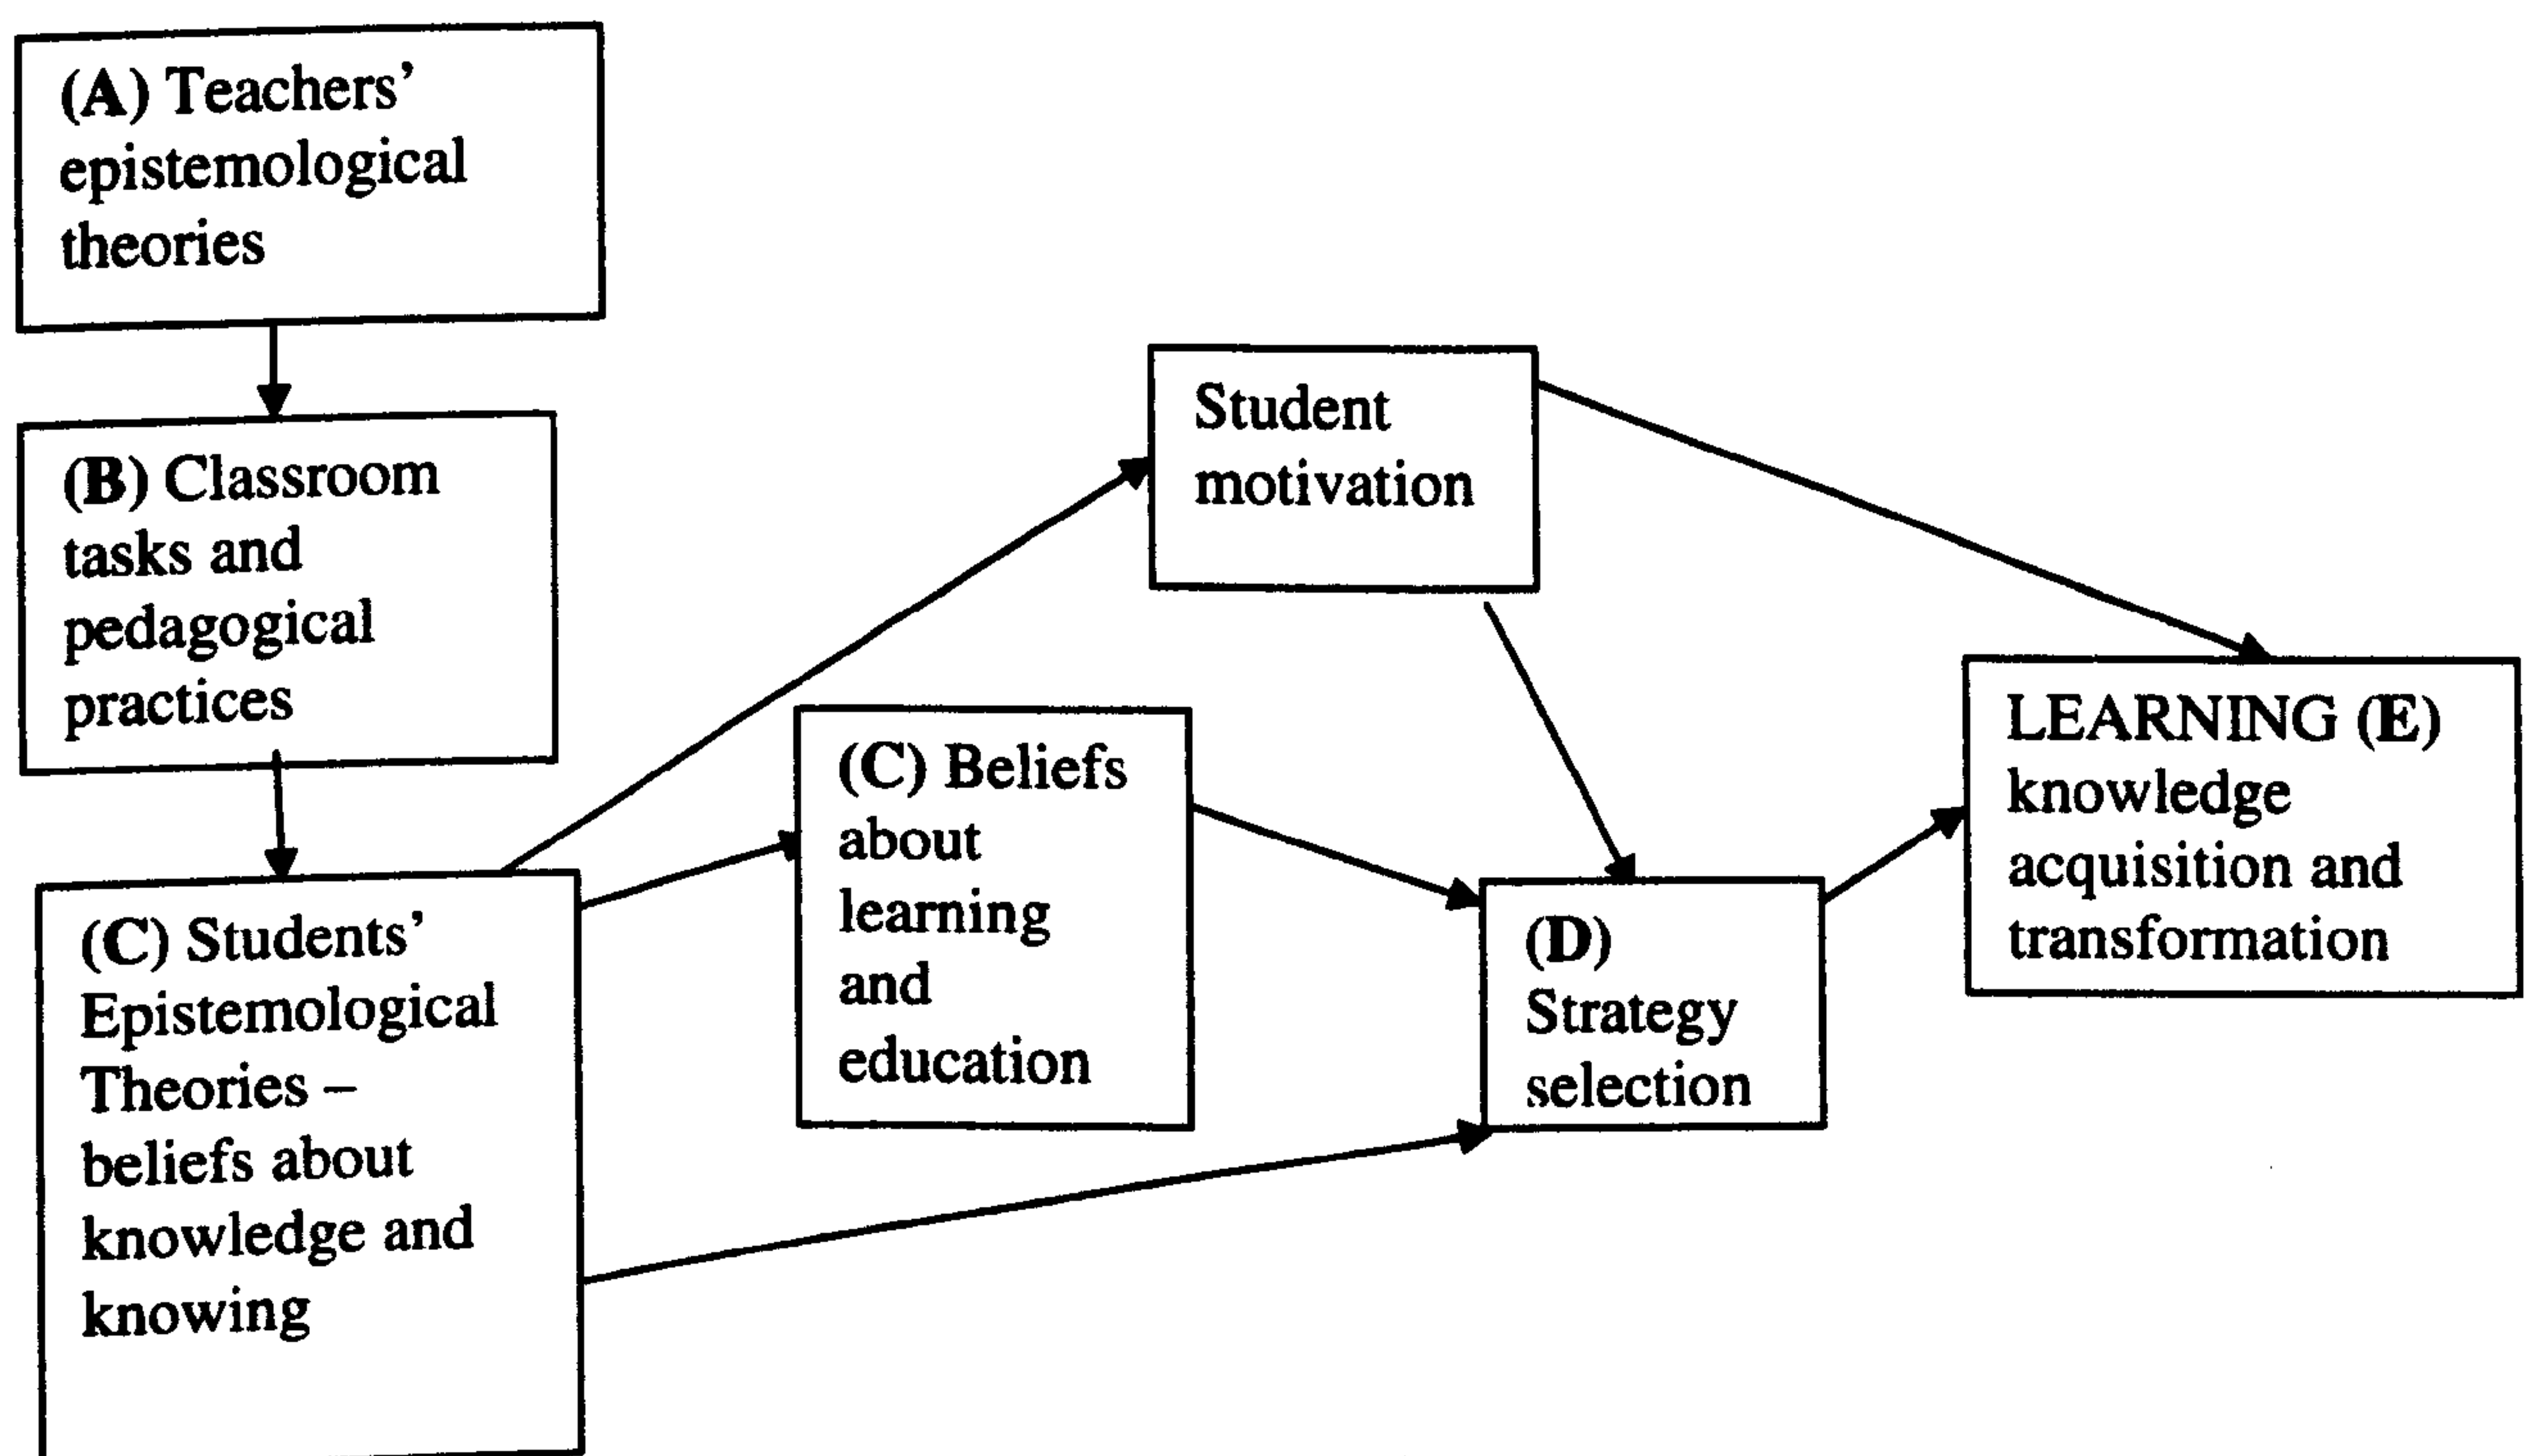 (A) Teachers’
epistemological
theories
(B) Classroom
tasks and
pedagogical
practices
(C) Students’
Epistemological
Theories –
beliefs about
knowledge and
knowing
Student
motivation
(C) Beliefs
about
learning
and
education
(D)
Strategy
selection
LEARNING (E)
knowledge
acquisition and
transformation